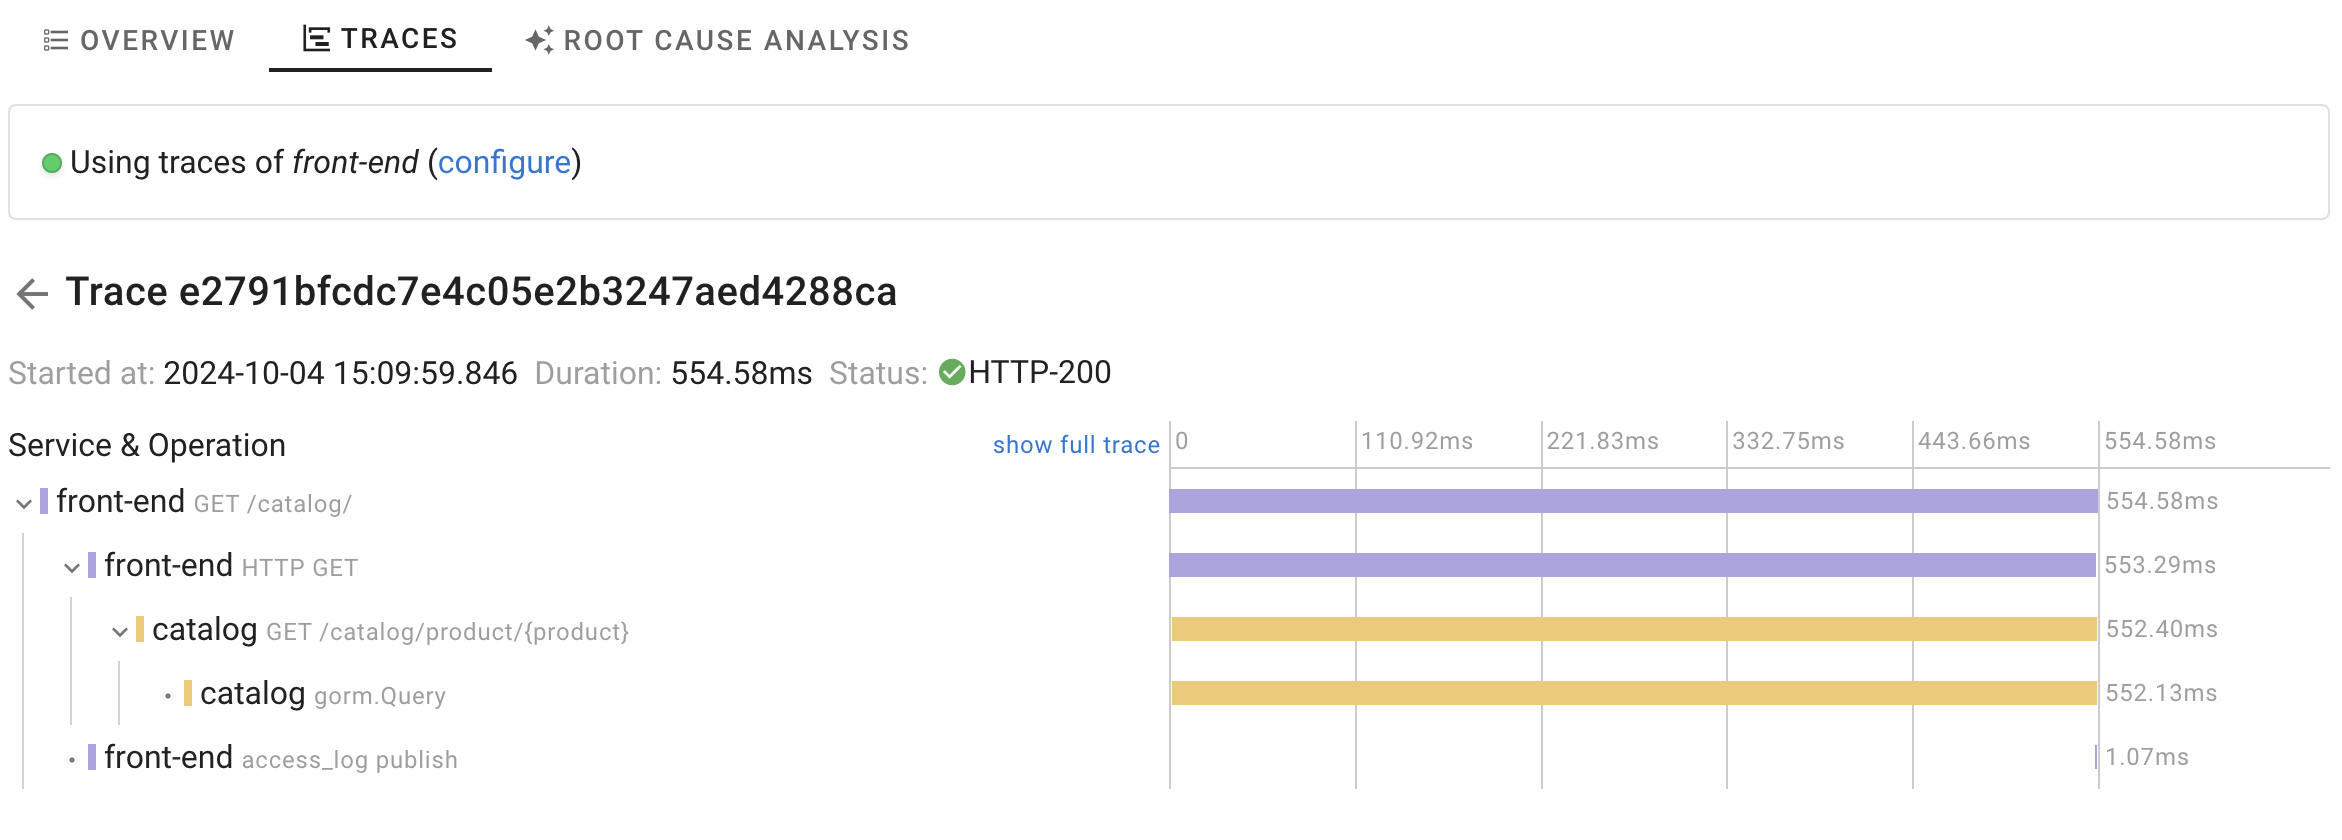 OVERVIEW TRACES ROOT CAUSE ANALYSIS
Using traces of front-end (configure)
Trace e2791bfcdc7e4c05e2b3247aed4288ca
Started at: 2024-10-04 15:09:59.846 Duration: 554.58ms Status: HTTP-200
Service & Operation show full trace 0 110.92ms 221.83ms 332.75ms 443.66ms 554.58ms
front-end GET /catalog/ 554.58ms
front-end HTTP GET 553.29ms
catalog GET /catalog/product/{product} 552.40ms
catalog gorm.Query 552.13ms
front-end access_log publish 1.07ms